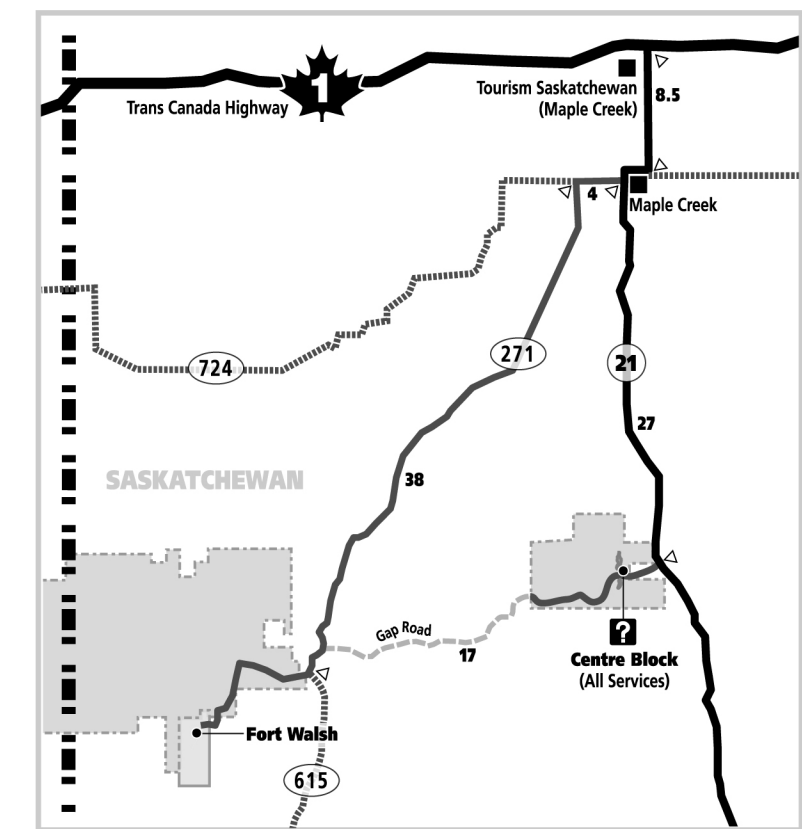 1
Trans Canada Highway
Tourism Saskatchewan
(Maple Creek)
8.5
4
Maple Creek
724
271
21
27
SASKATCHEWAN
38
Gap Road
17
?
Centre Block
(All Services)
Fort Walsh
615